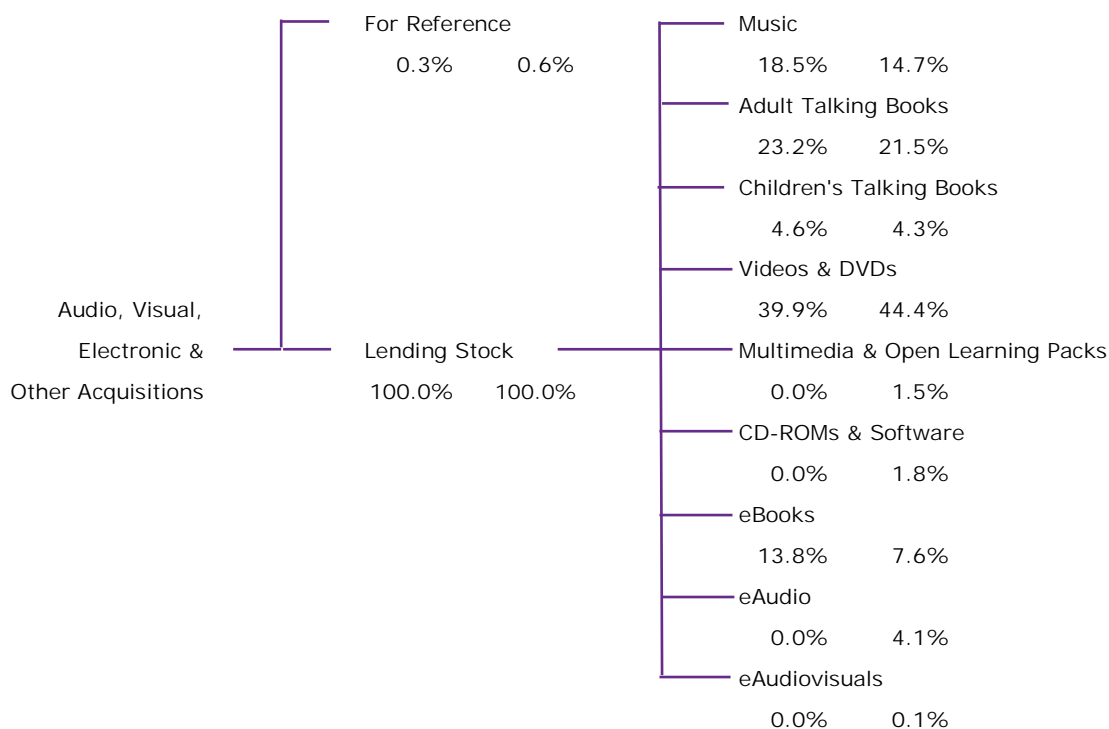 For Reference
0.3% 0.6%
Audio, Visual,
Electronic &
Other Acquisitions
Lending Stock
100.0% 100.0%
Music
18.5% 14.7%
Adult Talking Books
23.2% 21.5%
Children's Talking Books
4.6% 4.3%
Videos & DVDs
39.9% 44.4%
Multimedia & Open Learning Packs
0.0% 1.5%
CD-ROMs & Software
0.0% 1.8%
eBooks
13.8% 7.6%
eAudio
0.0% 4.1%
eAudiovisuals
0.0% 0.1%